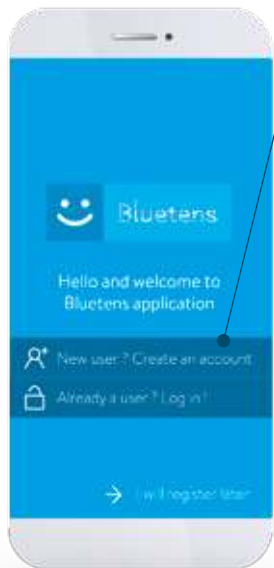 Bluetens
Hello and welcome to
Bluetens application
New user ? Create an account
Already a user ? Log in !
I will register later